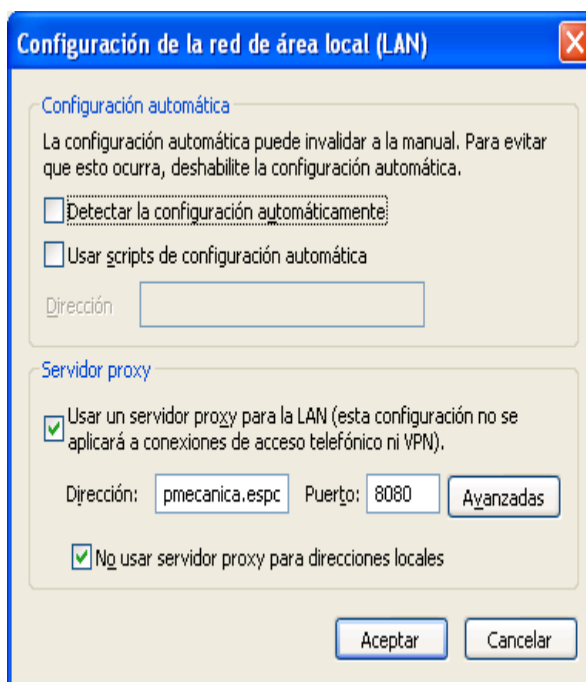 Configuración de la red de área local (LAN)
Configuración automática
La configuración automática puede invalidar a la manual. Para evitar
que esto ocurra, deshabilite la configuración automática.
Detectar la configuración automáticamente
Usar scripts de configuración automática
Dirección
Servidor proxy
Usar un servidor proxy para la LAN (esta configuración no se
aplicará a conexiones de acceso telefónico ni VPN).
Dirección: pmecanica.espc Puerto: 8080 Avanzadas
No usar servidor proxy para direcciones locales
Aceptar Cancelar